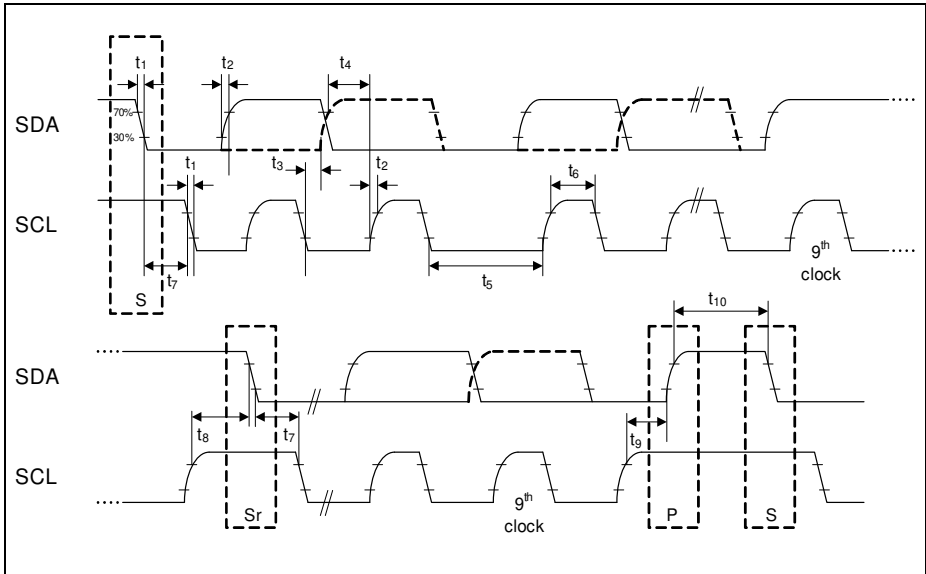 t1 t2 t4
SDA 70%
30%
t1 t3 t2 t6
SCL
t7 t5 9th
clock
S
t10
SDA
t8 t7 t9
SCL
Sr 9th
clock P S